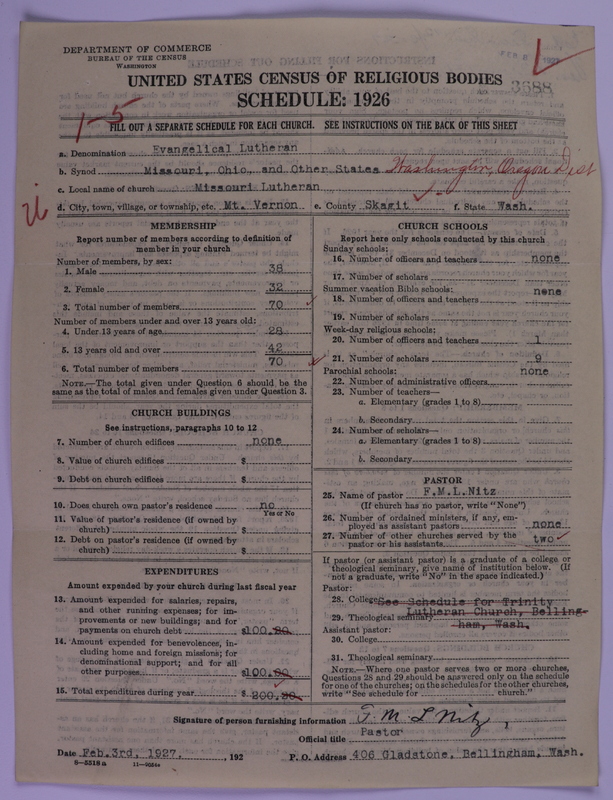 DEPARTMENT OF COMMERCE
BUREAU OF THE CENSUS
WASHINGTON
UNITED STATES CENSUS OF RELIGIOUS BODIES
3688
SCHEDULE: 1926
1-5
FILL OUT A SEPARATE SCHEDULE FOR EACH CHURCH. SEE INSTRUCTIONS ON THE BACK OF THIS SHEET
a. Denomination Evangelical Lutheran
b. Synod Missouri, Ohio, and Other States Washington, Oregon Dist
c. Local name of church Missouri Lutheran
d. City, town, village, or township, etc. Mt. Vernon e. County Skagit f. State Wash.
MEMBERSHIP
Report number of members according to definition of
member in your church
Number of members, by sex:
1. Male 38
2. Female 32
3. Total number of members 70
Number of members under and over 13 years old:
4. Under 13 years of age 28
5. 13 years old and over 42
6. Total number of members 70
NOTE.—The total given under Question 6 should be the
same as the total of males and females given under Question 3.
CHURCH BUILDINGS
See instructions, paragraphs 10 to 12
7. Number of church edifices none
8. Value of church edifices $
9. Debt on church edifices $
10. Does church own pastor's residence no
Yes or No
11. Value of pastor's residence (if owned by
church) $
12. Debt on pastor's residence (if owned by
church) $
EXPENDITURES
Amount expended by your church during last fiscal year
13. Amount expended for salaries, repairs,
and other running expenses; for im-
provements or new buildings; and for
payments on church debt $100.00
14. Amount expended for benevolences, in-
cluding home and foreign missions; for
denominational support; and for all
other purposes $100.00
15. Total expenditures during year $200.00
CHURCH SCHOOLS
Report here only schools conducted by this church
Sunday schools:
16. Number of officers and teachers none
17. Number of scholars
Summer vacation Bible schools: none
18. Number of officers and teachers
19. Number of scholars
Week-day religious schools:
20. Number of officers and teachers 1
21. Number of scholars 9
Parochial schools: none
22. Number of administrative officers
23. Number of teachers—
a. Elementary (grades 1 to 8)
b. Secondary
24. Number of scholars—
a. Elementary (grades 1 to 8)
b. Secondary
PASTOR
25. Name of pastor F.M.L.Nitz
(If church has no pastor, write "None")
26. Number of ordained ministers, if any, em-
ployed as assistant pastors none
27. Number of other churches served by the
pastor or his assistants two
If pastor (or assistant pastor) is a graduate of a college or
theological seminary, give name of institution below. (If
not a graduate, write "No" in the space indicated.)
Pastor:
28. College See Schedule for Trinity
Lutheran Church, Belling-
29. Theological seminary
ham, Wash.
Assistant pastor:
30. College
31. Theological seminary
NOTE.—Where one pastor serves two or more churches,
Questions 28 and 29 should be answered only on the schedule
for one of the churches; on the schedules for the other churches,
write "See schedule for church."
Signature of person furnishing information F. M. L. Nitz
Official title Pastor
Date Feb.3rd, 1927. , 192 P. O. Address 406 Gladstone, Bellingham, Wash.
8—5318a 11—9684a